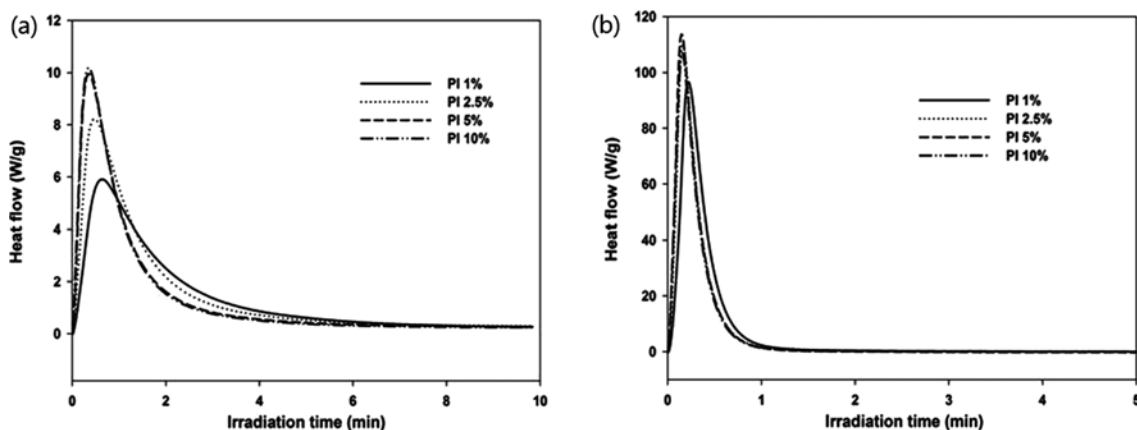 (a)
Heat flow (W/g)
12
10
8
6
4
2
0
PI 1%
PI 2.5%
PI 5%
PI 10%
0 2 4 6 8 10
Irradiation time (min)
(b)
Heat flow (W/g)
120
100
80
60
40
20
0
PI 1%
PI 2.5%
PI 5%
PI 10%
0 1 2 3 4 5
Irradiation time (min)